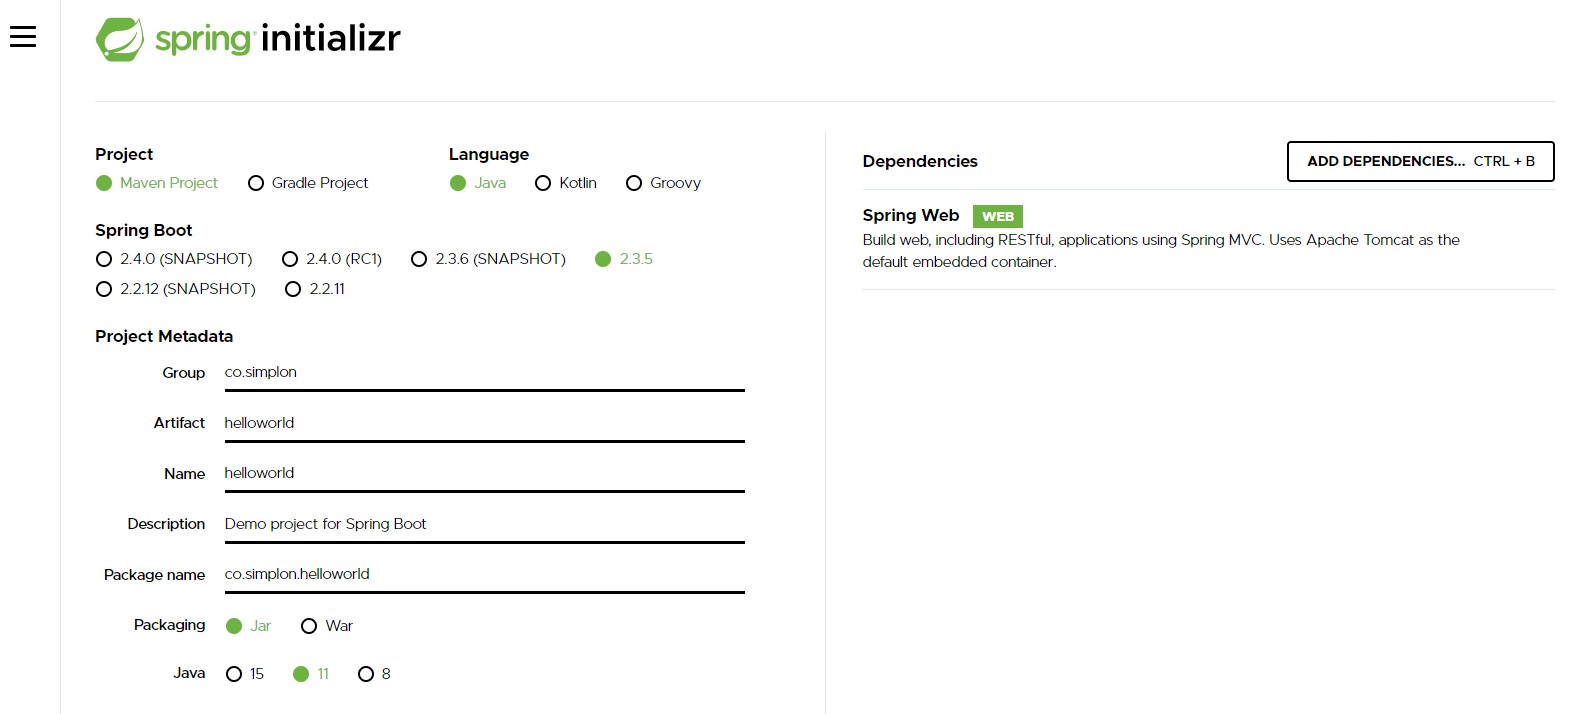 spring initializr
Project
Maven Project Gradle Project
Language
Java Kotlin Groovy
Spring Boot
2.4.0 (SNAPSHOT) 2.4.0 (RC1) 2.3.6 (SNAPSHOT) 2.3.5
2.2.12 (SNAPSHOT) 2.2.11
Project Metadata
Group co.simplon
Artifact helloworld
Name helloworld
Description Demo project for Spring Boot
Package name co.simplon.helloworld
Packaging Jar War
Java 15 11 8
Dependencies
ADD DEPENDENCIES... CTRL + B
Spring Web WEB
Build web, including RESTful, applications using Spring MVC. Uses Apache Tomcat as the
default embedded container.